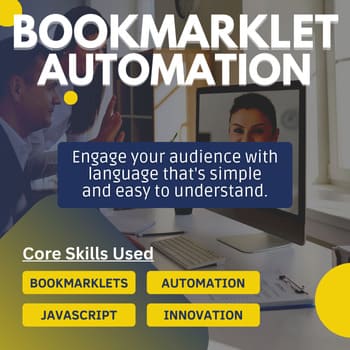 BOOKMARKLET
AUTOMATION
Engage your audience with
language that's simple
and easy to understand.
Core Skills Used
BOOKMARKLETS
AUTOMATION
JAVASCRIPT
INNOVATION